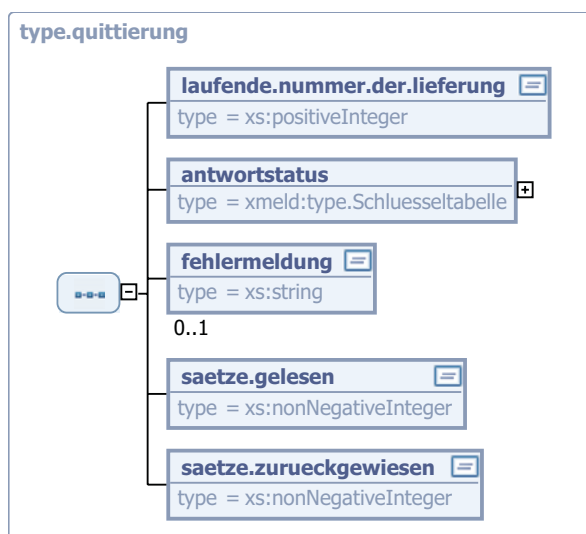 type.quittierung
laufende.nummer.der.lieferung
type = xs:positiveInteger
antwortstatus
type = xmeld:type.Schluesseltabelle
fehlermeldung
type = xs:string
0..1
saetze.gelesen
type = xs:nonNegativeInteger
saetze.zurueckgewiesen
type = xs:nonNegativeInteger